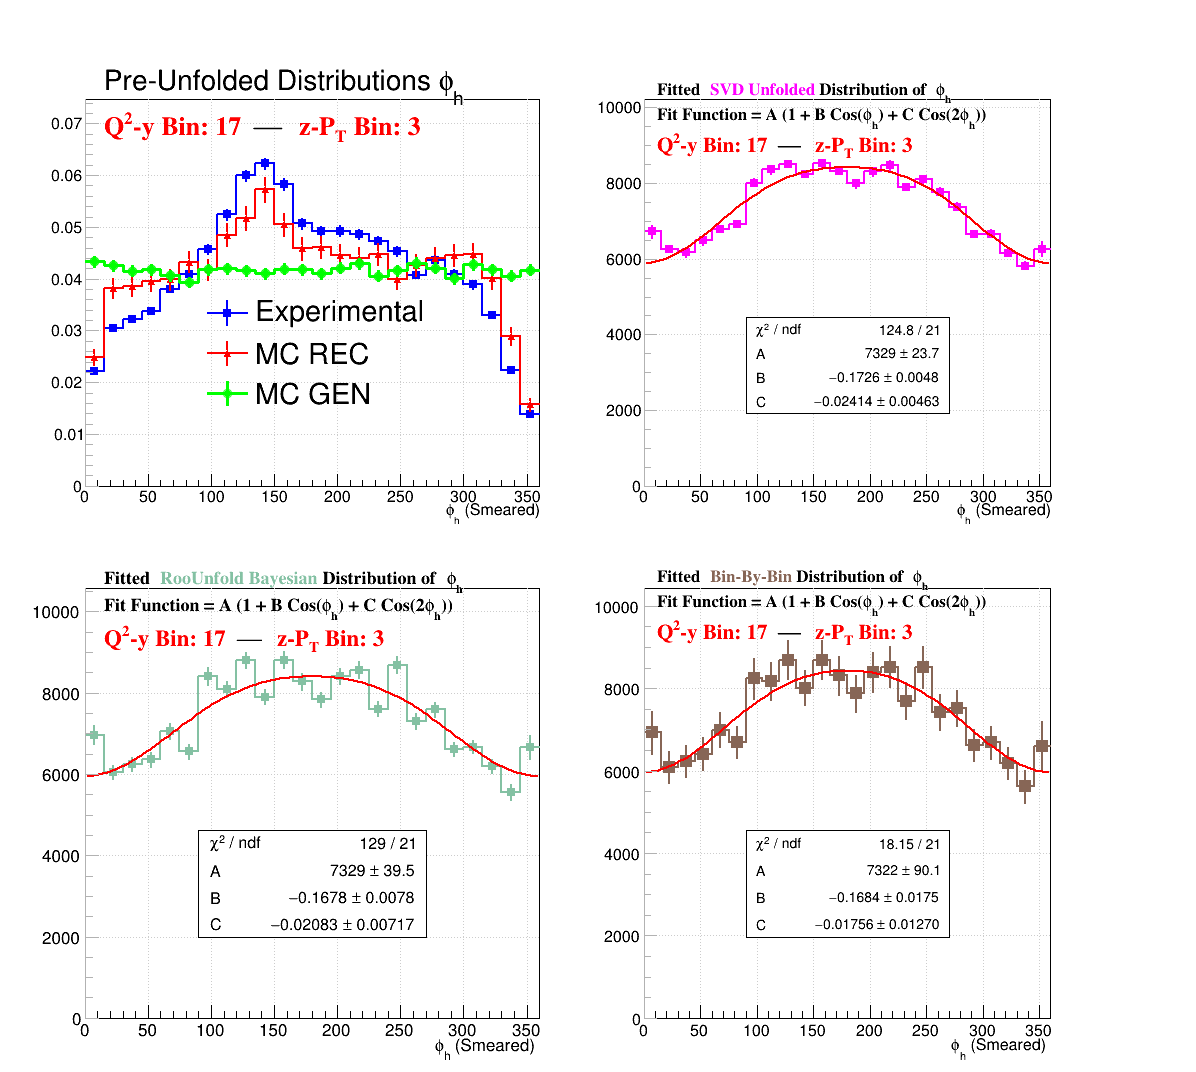 Pre-Unfolded Distributions ϕh
Q²-y Bin: 17 — z-PT Bin: 3
0.07
0.06
0.05
0.04
0.03
0.02
0.01
0
Experimental
MC REC
MC GEN
0 50 100 150 200 250 300 350
ϕh (Smeared)
Fitted SVD Unfolded Distribution of ϕh
Fit Function = A (1 + B Cos(ϕh) + C Cos(2ϕh))
Q²-y Bin: 17 — z-PT Bin: 3
10000
8000
6000
4000
2000
0
χ² / ndf 124.8 / 21
A 7329 ± 23.7
B −0.1726 ± 0.0048
C −0.02414 ± 0.00463
0 50 100 150 200 250 300 350
ϕh (Smeared)
Fitted RooUnfold Bayesian Distribution of ϕh
Fit Function = A (1 + B Cos(ϕh) + C Cos(2ϕh))
Q²-y Bin: 17 — z-PT Bin: 3
10000
8000
6000
4000
2000
0
χ² / ndf 129 / 21
A 7329 ± 39.5
B −0.1678 ± 0.0078
C −0.02083 ± 0.00717
0 50 100 150 200 250 300 350
ϕh (Smeared)
Fitted Bin-By-Bin Distribution of ϕh
Fit Function = A (1 + B Cos(ϕh) + C Cos(2ϕh))
Q²-y Bin: 17 — z-PT Bin: 3
10000
8000
6000
4000
2000
0
χ² / ndf 18.15 / 21
A 7322 ± 90.1
B −0.1684 ± 0.0175
C −0.01756 ± 0.01270
0 50 100 150 200 250 300 350
ϕh (Smeared)